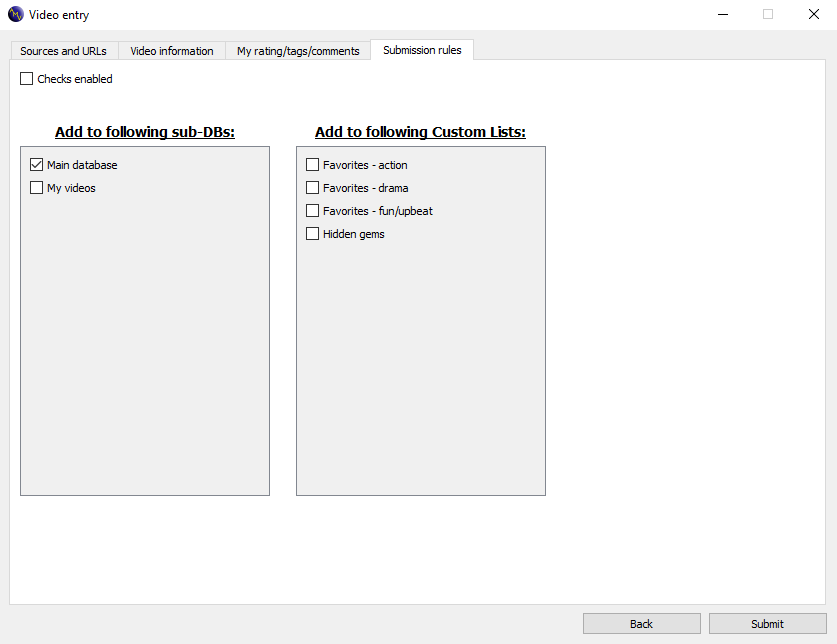 Video entry
Sources and URLs Video information My rating/tags/comments Submission rules
Checks enabled
Add to following sub-DBs: Add to following Custom Lists:
Main database Favorites - action
My videos Favorites - drama
Favorites - fun/upbeat
Hidden gems
Back Submit